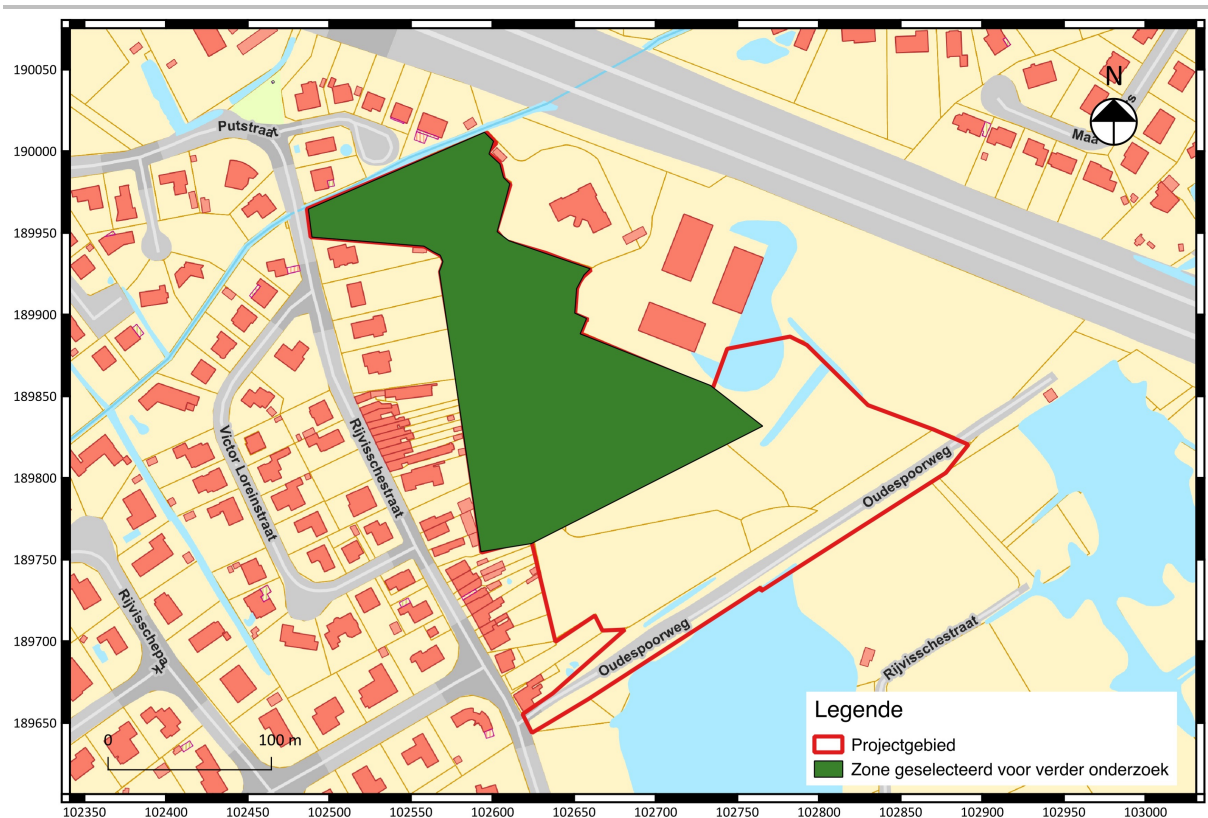 190050
190000
189950
189900
189850
189800
189750
189700
189650
N
Putstraat
Maa
s
Victor Loreinstraat
Rijvisschestraat
Oudespoorweg
Rijvisschepa
k
Oudespoorweg
Rijvisschestraat
0 100 m
Legende
Projectgebied
Zone geselecteerd voor verder onderzoek
102350 102400 102450 102500 102550 102600 102650 102700 102750 102800 102850 102900 102950 103000